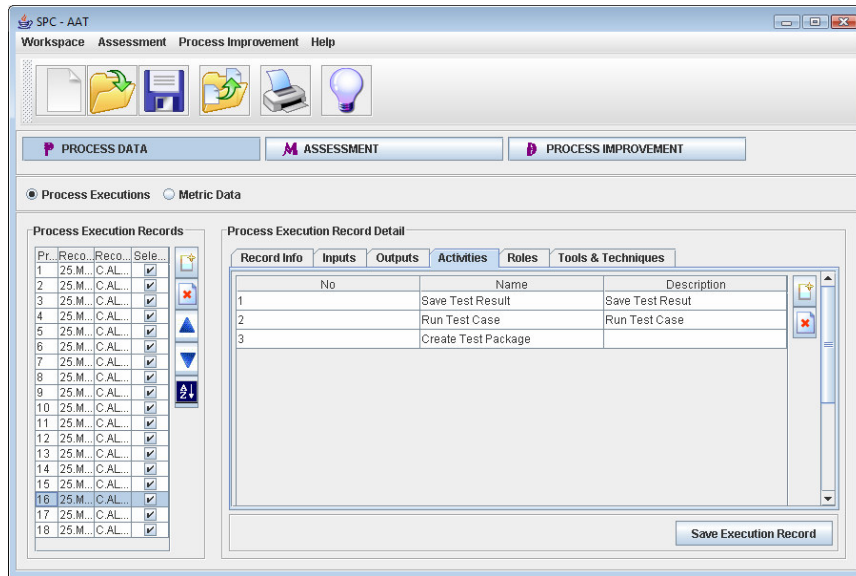 SPC - AAT
Workspace Assessment Process Improvement Help
P PROCESS DATA M ASSESSMENT D PROCESS IMPROVEMENT
Process Executions Metric Data
Process Execution Records
Pr... Reco... Reco... Sele...
1 25.M... C.AL...
2 25.M... C.AL...
3 25.M... C.AL...
4 25.M... C.AL...
5 25.M... C.AL...
6 25.M... C.AL...
7 25.M... C.AL...
8 25.M... C.AL...
9 25.M... C.AL...
10 25.M... C.AL...
11 25.M... C.AL...
12 25.M... C.AL...
13 25.M... C.AL...
14 25.M... C.AL...
15 25.M... C.AL...
16 25.M... C.AL...
17 25.M... C.AL...
18 25.M... C.AL...
A Z
Process Execution Record Detail
Record Info Inputs Outputs Activities Roles Tools & Techniques
No Name Description
1 Save Test Result Save Test Resut
2 Run Test Case Run Test Case
3 Create Test Package
Save Execution Record